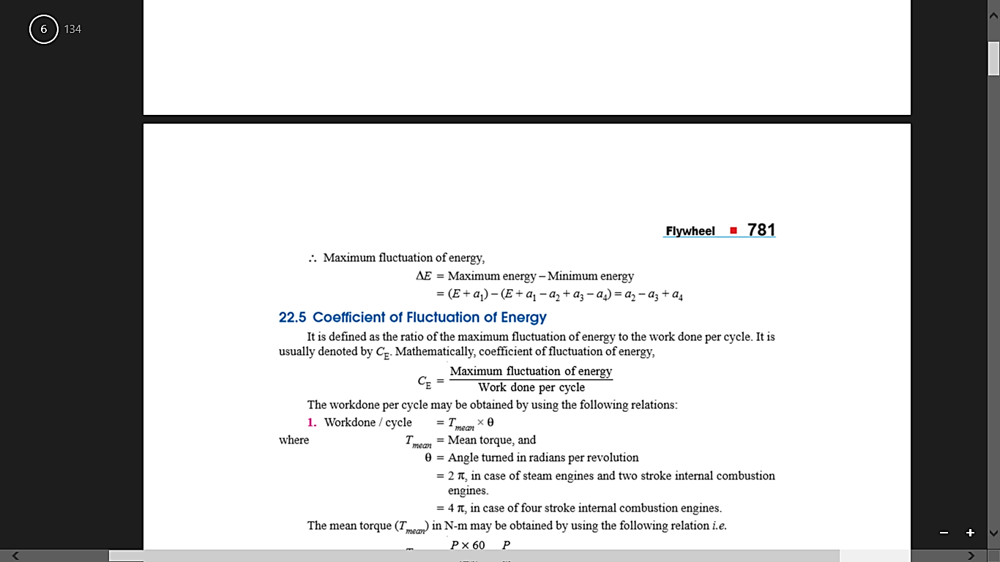 6 134
Flywheel ■ 781
∴ Maximum fluctuation of energy,
ΔE = Maximum energy – Minimum energy
= (E + a₁) – (E + a₁ – a₂ + a₃ – a₄) = a₂ – a₃ + a₄
22.5 Coefficient of Fluctuation of Energy
It is defined as the ratio of the maximum fluctuation of energy to the work done per cycle. It is
usually denoted by C_E. Mathematically, coefficient of fluctuation of energy,
Maximum fluctuation of energy
C_E =
Work done per cycle
The workdone per cycle may be obtained by using the following relations:
1. Workdone / cycle = T_mean × θ
where T_mean = Mean torque, and
θ = Angle turned in radians per revolution
= 2 π, in case of steam engines and two stroke internal combustion
engines.
= 4 π, in case of four stroke internal combustion engines.
The mean torque (T_mean) in N-m may be obtained by using the following relation i.e.
P × 60 P